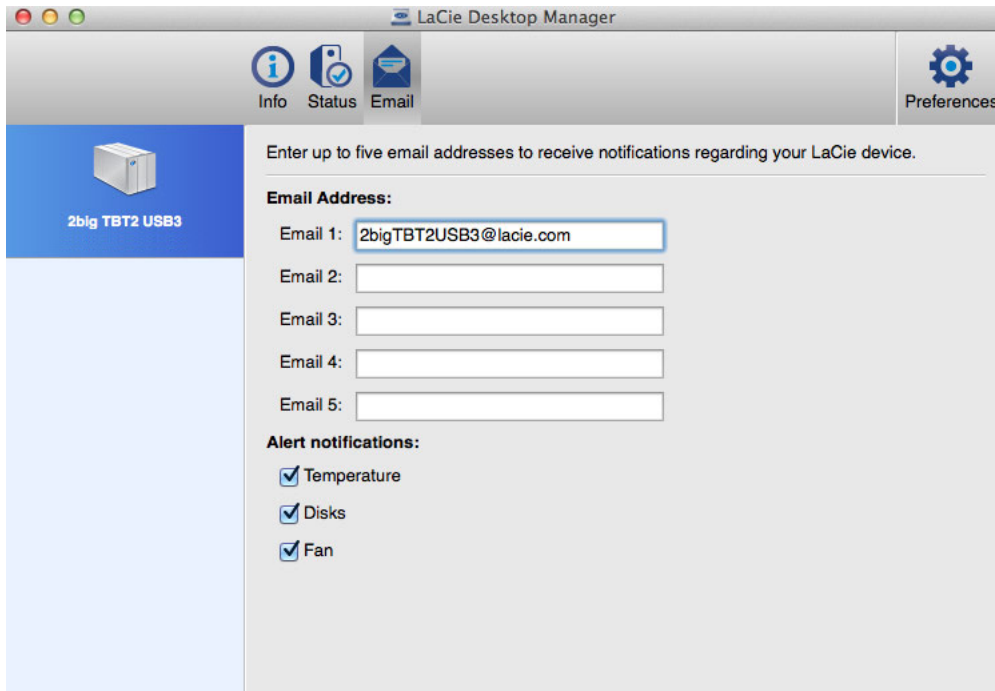 LaCie Desktop Manager
Info Status Email Preferences
2big TBT2 USB3
Enter up to five email addresses to receive notifications regarding your LaCie device.
Email Address:
Email 1: 2bigTBT2USB3@lacie.com
Email 2:
Email 3:
Email 4:
Email 5:
Alert notifications:
Temperature
Disks
Fan